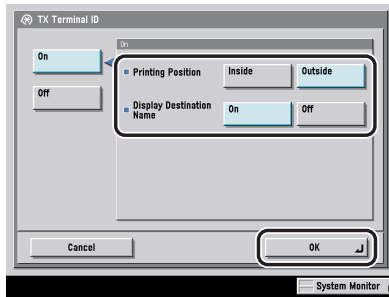 TX Terminal ID
On
On
Off
Printing Position
Inside
Outside
Display Destination
Name
On
Off
Cancel
OK
System Monitor